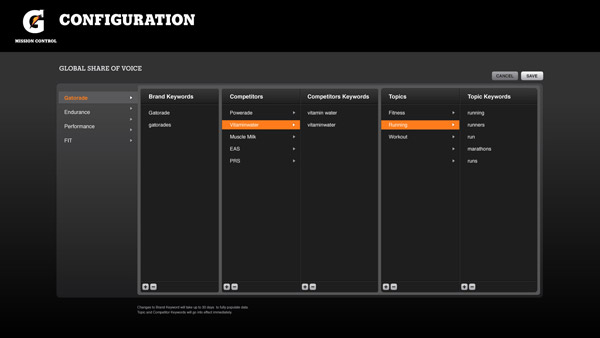 G
CONFIGURATION
MISSION CONTROL
GLOBAL SHARE OF VOICE
CANCEL
SAVE
Gatorade
Endurance
Performance
FIT
Brand Keywords
Gatorade
gatorades
Competitors
Powerade
Vitaminwater
Muscle Milk
EAS
PRS
Competitors Keywords
vitamin water
vitaminwater
Topics
Fitness
Running
Workout
Topic Keywords
running
runners
run
marathons
runs
Changes to Brand Keyword will take up to 30 days to fully populate data.
Topic and Competitor Keywords will go into effect immediately.